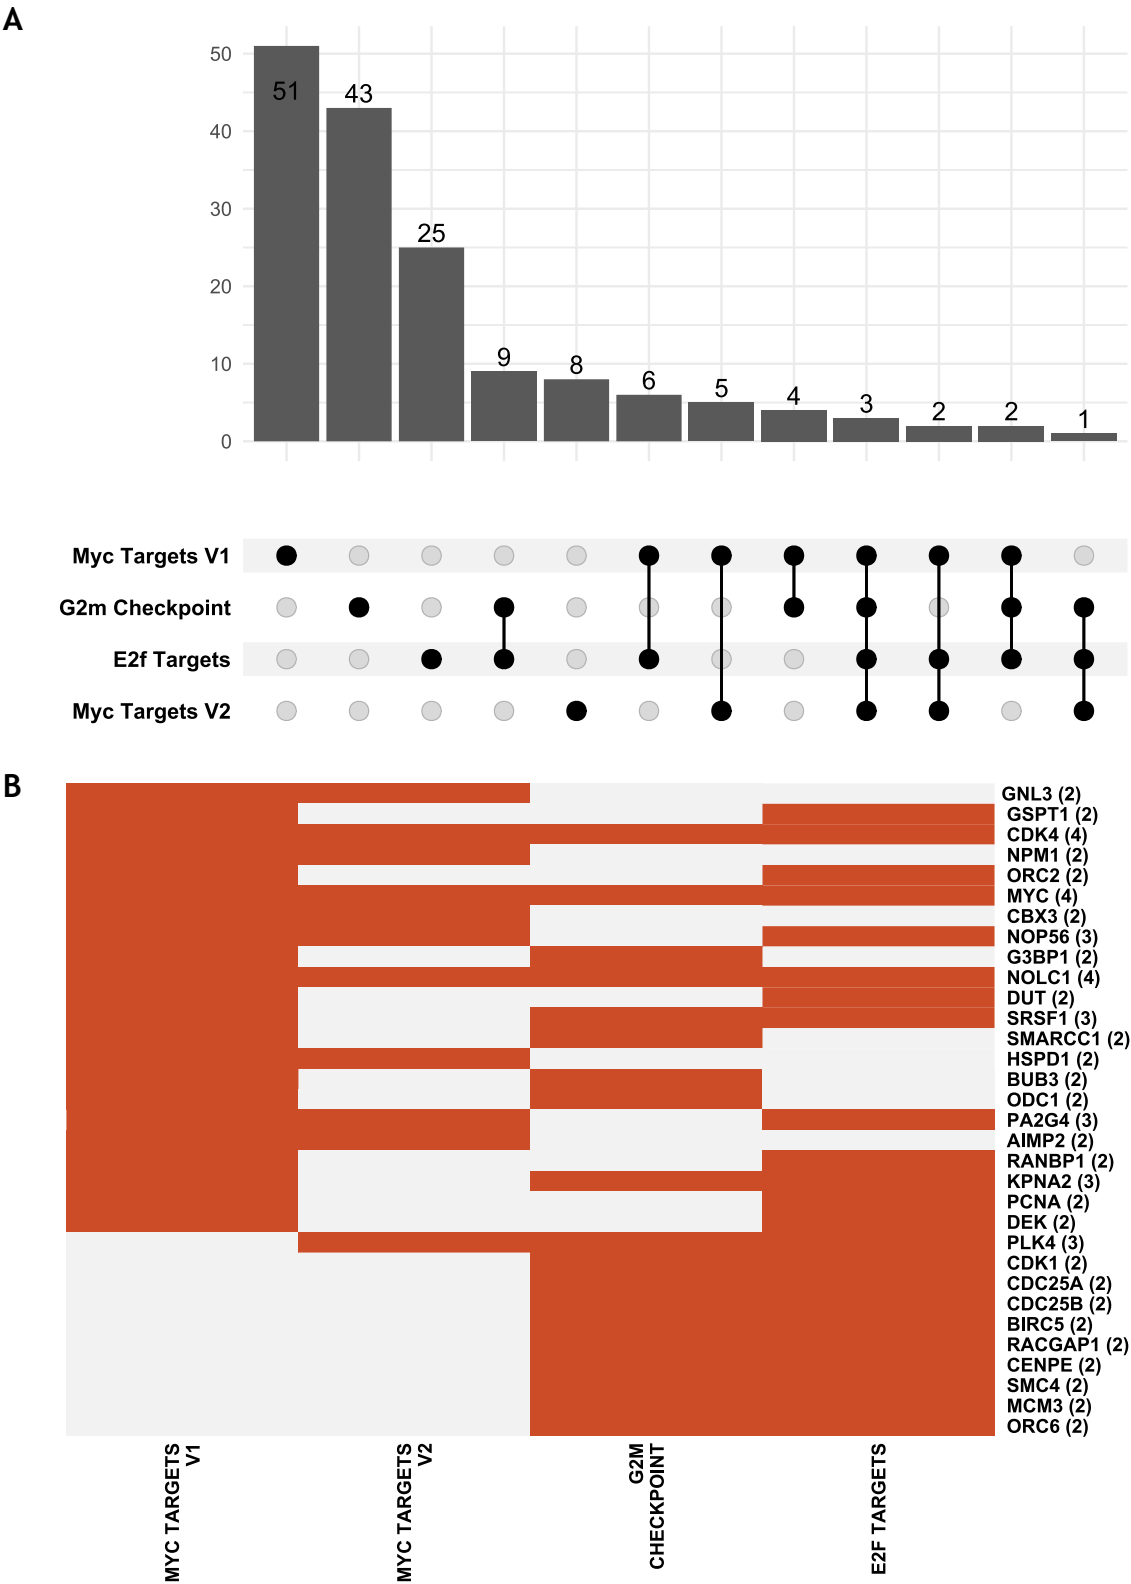 A
50
40
30
20
10
0
51
43
25
9
8
6
5
4
3
2
2
1
Myc Targets V1
G2m Checkpoint
E2f Targets
Myc Targets V2
B
GNL3 (2)
GSPT1 (2)
CDK4 (4)
NPM1 (2)
ORC2 (2)
MYC (4)
CBX3 (2)
NOP56 (3)
G3BP1 (2)
NOLC1 (4)
DUT (2)
SRSF1 (3)
SMARCC1 (2)
HSPD1 (2)
BUB3 (2)
ODC1 (2)
PA2G4 (3)
AIMP2 (2)
RANBP1 (2)
KPNA2 (3)
PCNA (2)
DEK (2)
PLK4 (3)
CDK1 (2)
CDC25A (2)
CDC25B (2)
BIRC5 (2)
RACGAP1 (2)
CENPE (2)
SMC4 (2)
MCM3 (2)
ORC6 (2)
MYC TARGETS
V1
MYC TARGETS
V2
G2M
CHECKPOINT
E2F TARGETS